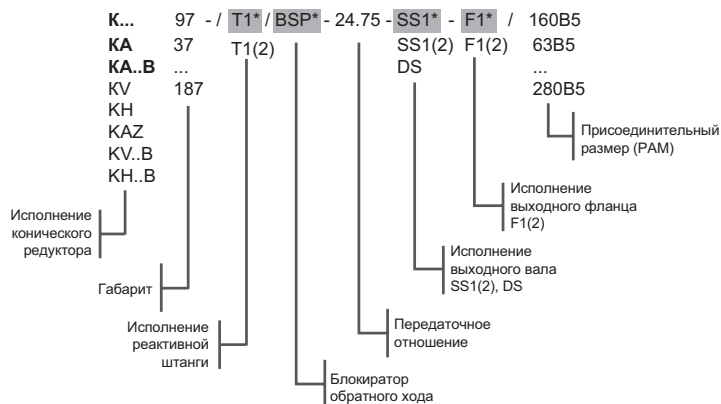 K... 97 - / T1* / BSP* - 24.75 - SS1* - F1* / 160B5
KA 37 T1(2) SS1(2) F1(2) 63B5
KA..B ... DS ...
KV 187 280B5
KH
KAZ
KV..B
KH..B
Присоединительный
размер (PAM)
Исполнение
выходного фланца
F1(2)
Исполнение
конического
редуктора
Исполнение
выходного вала
SS1(2), DS
Габарит
Исполнение
реактивной
штанги
Передаточное
отношение
Блокиратор
обратного хода